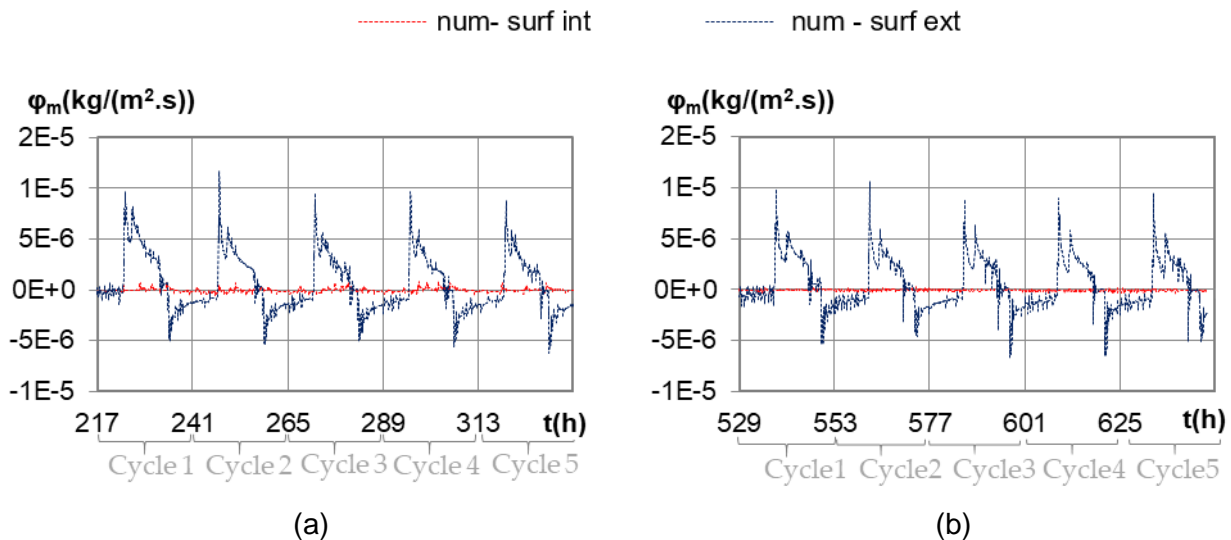 num- surf int num - surf ext
φm(kg/(m².s))
2E-5
1E-5
5E-6
0E+0
-5E-6
-1E-5
217 241 265 289 313 t(h)
Cycle 1 Cycle 2 Cycle 3 Cycle 4 Cycle 5
(a)
φm(kg/(m².s))
2E-5
1E-5
5E-6
0E+0
-5E-6
-1E-5
529 553 577 601 625 t(h)
Cycle1 Cycle2 Cycle3 Cycle4 Cycle5
(b)